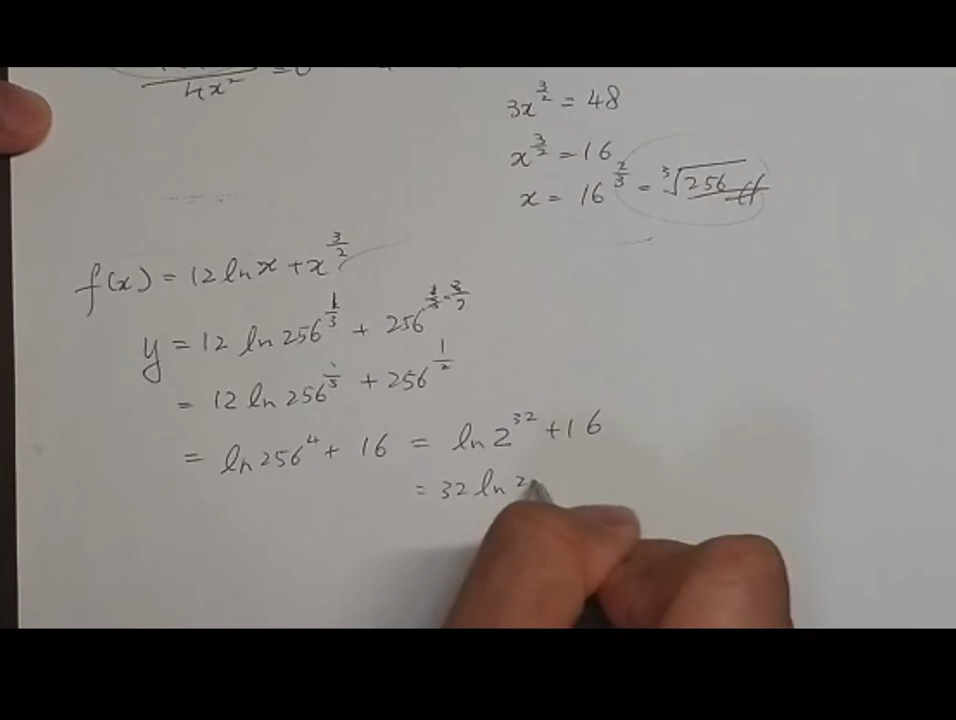 4x² = 0
3x^(3/2) = 48
x^(3/2) = 16
x = 16^(2/3) = ³√256
f(x) = 12 ln x + x^(3/2)
y = 12 ln 256^(1/3) + 256^(1/3 · 3/2)
= 12 ln 256^(1/3) + 256^(1/2)
= ln 256⁴ + 16 = ln 2³² + 16
= 32 ln 2